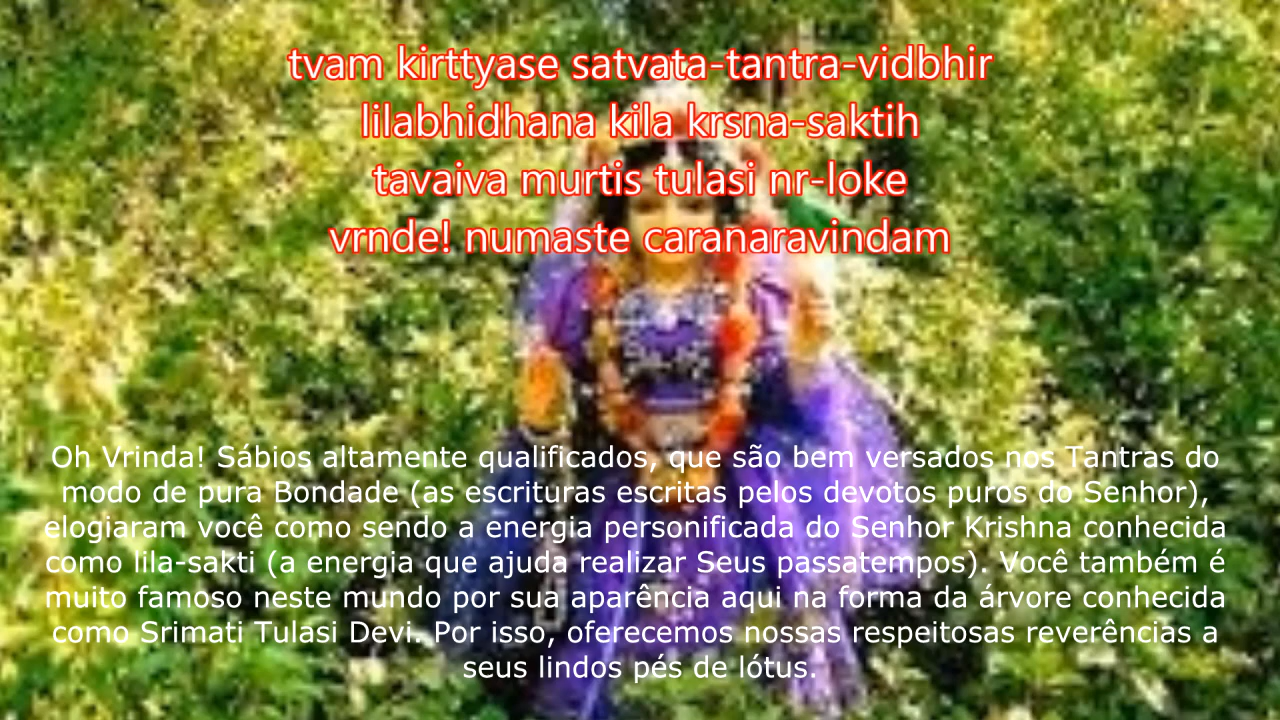 tvam kirttyase satvata-tantra-vidbhir
lilabhidhana kila krsna-saktih
tavaiva murtis tulasi nr-loke
vrnde! numaste caranaravindam
Oh Vrinda! Sábios altamente qualificados, que são bem versados nos Tantras do
modo de pura Bondade (as escrituras escritas pelos devotos puros do Senhor),
elogiaram você como sendo a energia personificada do Senhor Krishna conhecida
como lila-sakti (a energia que ajuda realizar Seus passatempos). Você também é
muito famoso neste mundo por sua aparência aqui na forma da árvore conhecida
como Srimati Tulasi Devi. Por isso, oferecemos nossas respeitosas reverências a
seus lindos pés de lótus.